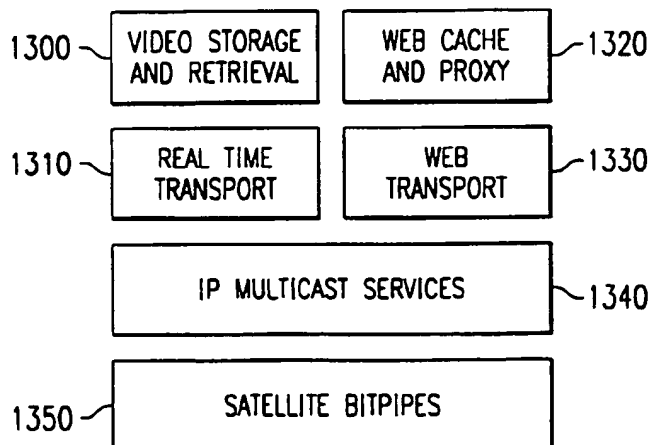 1300
VIDEO STORAGE
AND RETRIEVAL
WEB CACHE
AND PROXY
1320
1310
REAL TIME
TRANSPORT
WEB
TRANSPORT
1330
IP MULTICAST SERVICES
1340
1350
SATELLITE BITPIPES